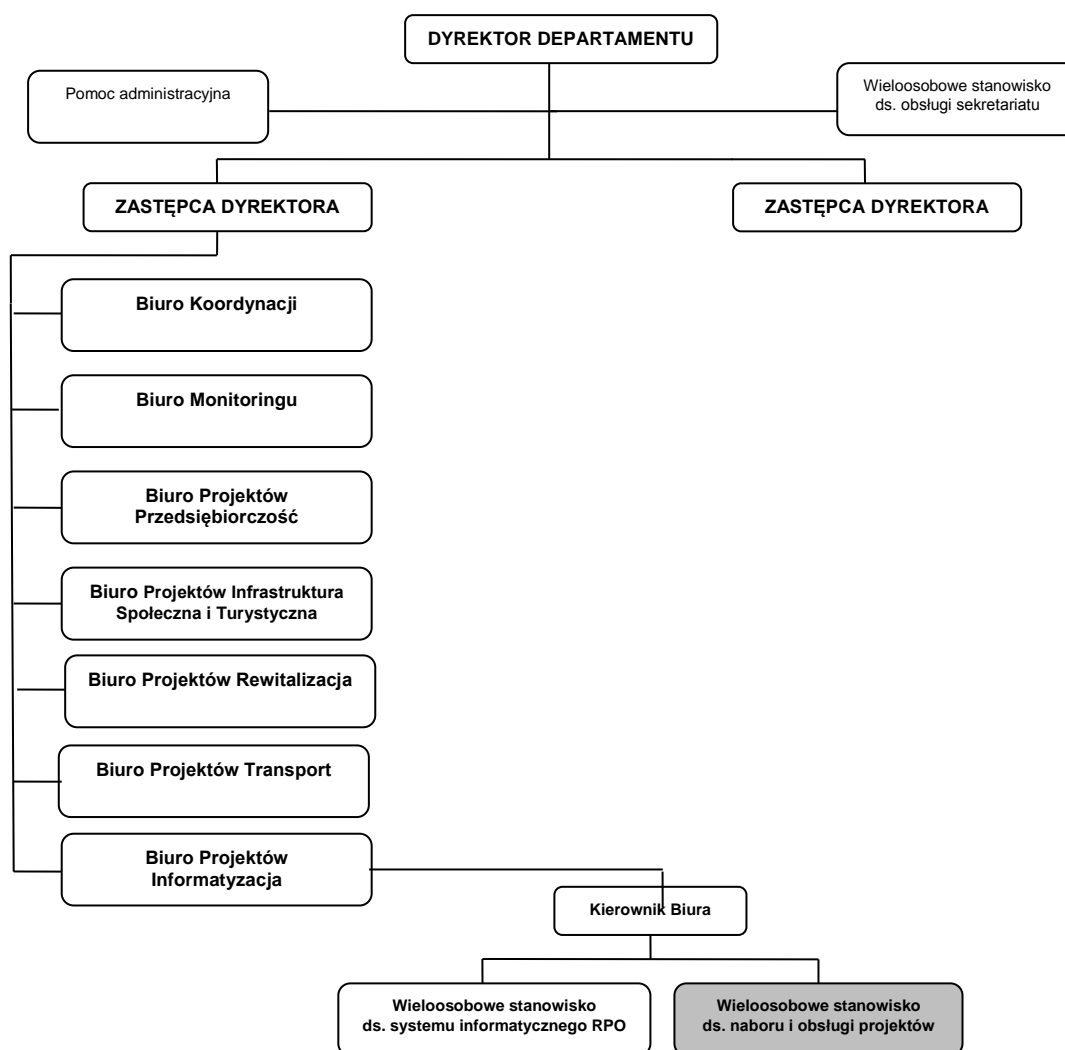 DYREKTOR DEPARTAMENTU
Pomoc administracyjna
Wieloosobowe stanowisko
ds. obsługi sekretariatu
ZASTĘPCA DYREKTORA
ZASTĘPCA DYREKTORA
Biuro Koordynacji
Biuro Monitoringu
Biuro Projektów
Przedsiębiorczość
Biuro Projektów Infrastruktura
Społeczna i Turystyczna
Biuro Projektów Rewitalizacja
Biuro Projektów Transport
Biuro Projektów
Informatyzacja
Kierownik Biura
Wieloosobowe stanowisko
ds. systemu informatycznego RPO
Wieloosobowe stanowisko
ds. naboru i obsługi projektów